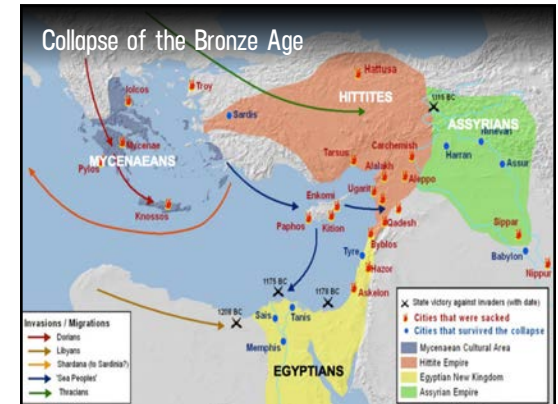 Collapse of the Bronze Age
Hattusa
Iolcos
Troy
HITTITES
1115 BC
ASSYRIANS
Sardis
Ninevah
Mycenae
MYCENAEANS
Carchemish
Harran
Tarsus
Alalakh
Assur
Pylos
Aleppo
Enkomi
Ugarit
Knossos
Paphos
Kition
Qadesh
Sippar
Byblos
Tyre
Babylon
Hazor
Nippur
1175 BC
1178 BC
Askelon
1208 BC
Sais
Tanis
Memphis
EGYPTIANS
Invasions / Migrations
Dorians
Libyans
Shardana (to Sardinia?)
'Sea Peoples'
Thracians
State victory against invaders (with date)
Cities that were sacked
Cities that survived the collapse
Mycenaean Cultural Area
Hittite Empire
Egyptian New Kingdom
Assyrian Empire